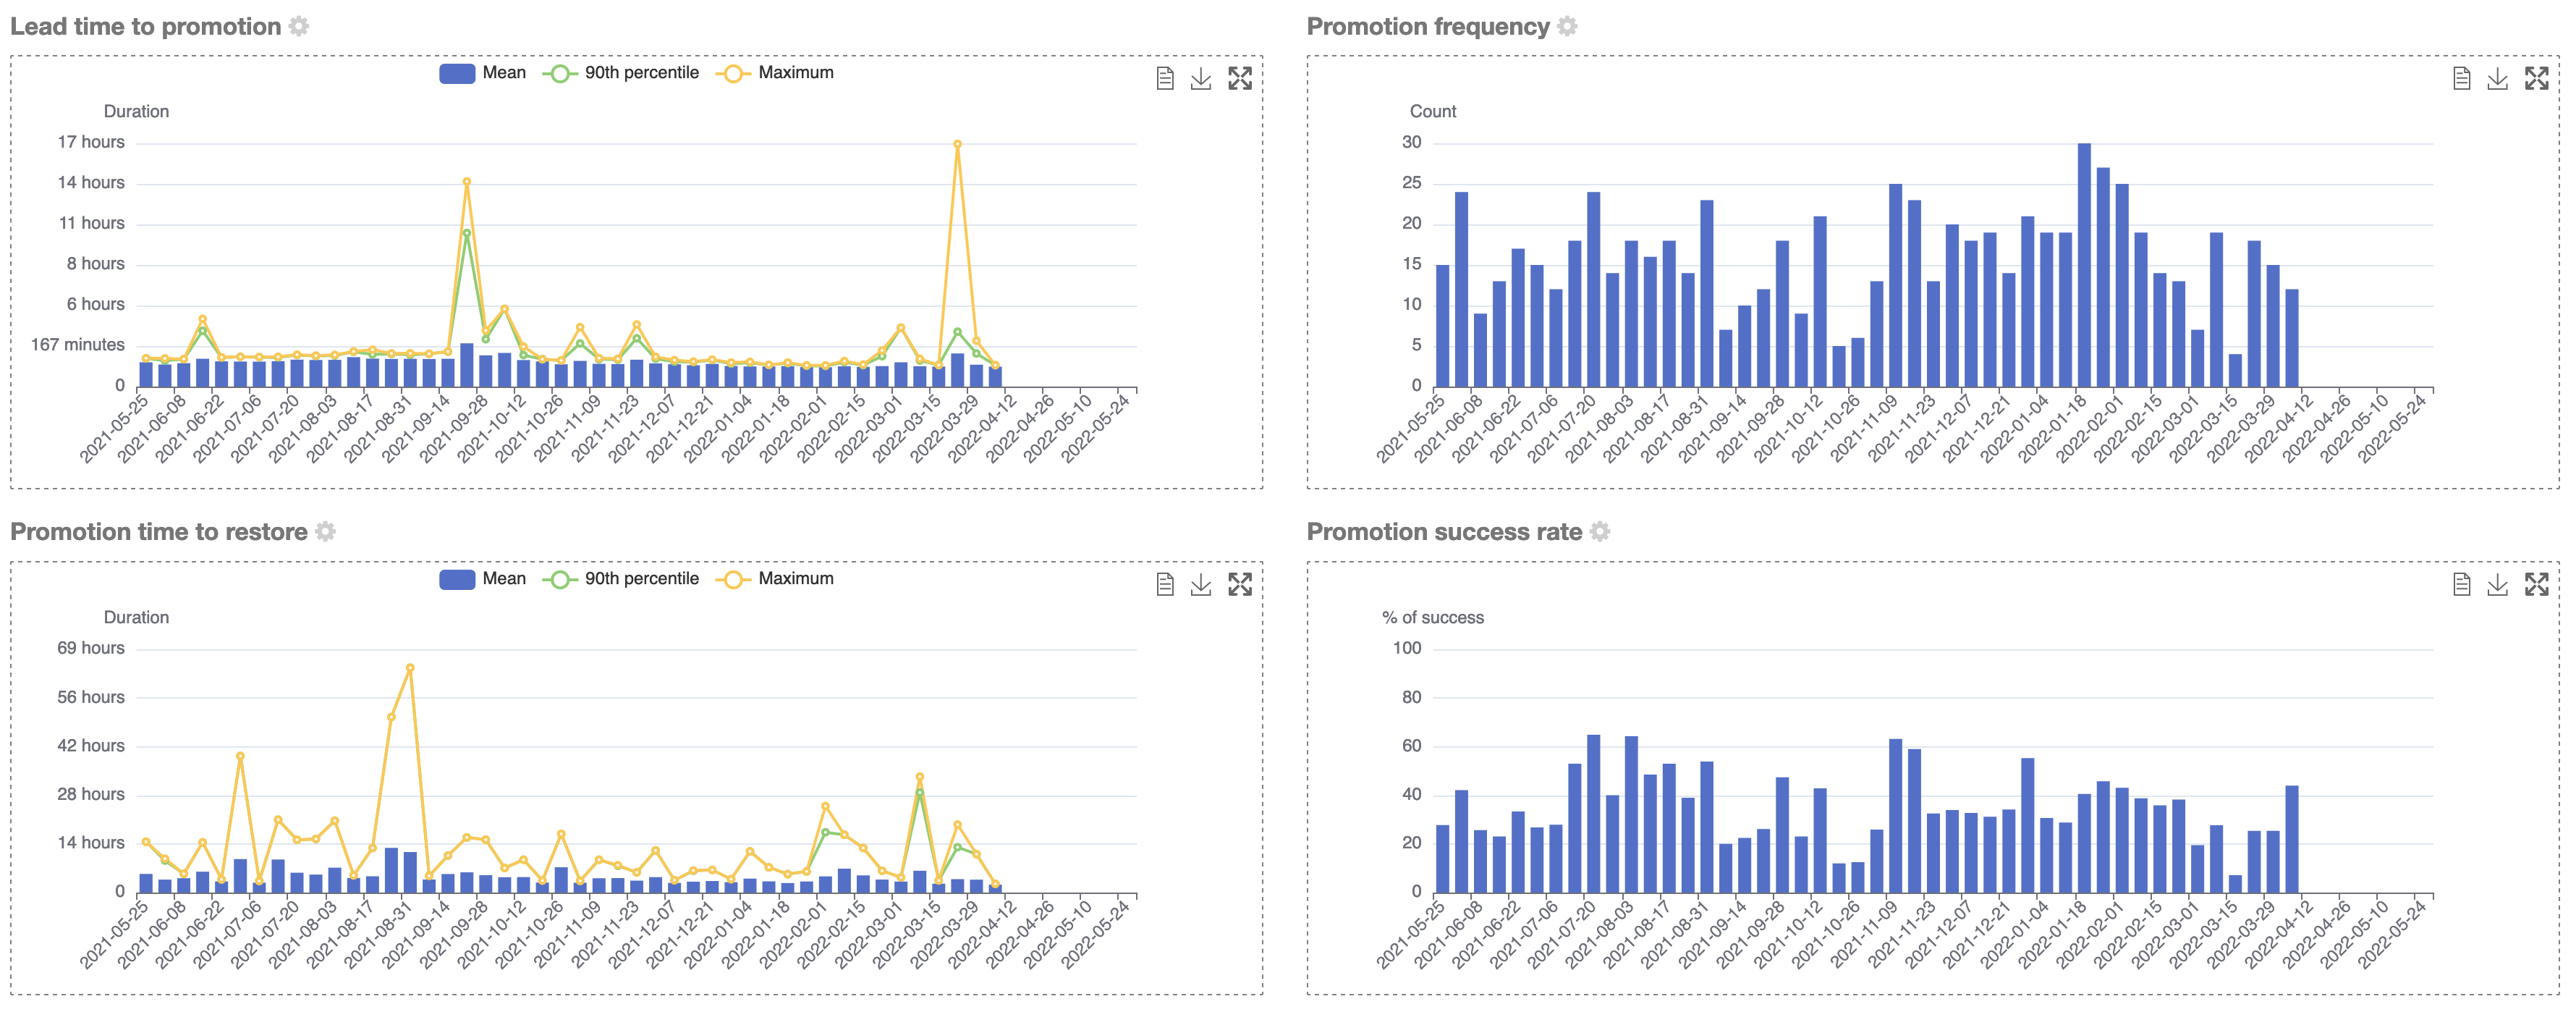 Lead time to promotion
Mean 90th percentile Maximum
Duration
17 hours
14 hours
11 hours
8 hours
6 hours
167 minutes
0
2021-05-25 2021-06-08 2021-06-22 2021-07-06 2021-07-20 2021-08-03 2021-08-17 2021-08-31 2021-09-14 2021-09-28 2021-10-12 2021-10-26 2021-11-09 2021-11-23 2021-12-07 2021-12-21 2022-01-04 2022-01-18 2022-02-01 2022-02-15 2022-03-01 2022-03-15 2022-03-29 2022-04-12 2022-04-26 2022-05-10 2022-05-24
Promotion frequency
Count
30
25
20
15
10
5
0
2021-05-25 2021-06-08 2021-06-22 2021-07-06 2021-07-20 2021-08-03 2021-08-17 2021-08-31 2021-09-14 2021-09-28 2021-10-12 2021-10-26 2021-11-09 2021-11-23 2021-12-07 2021-12-21 2022-01-04 2022-01-18 2022-02-01 2022-02-15 2022-03-01 2022-03-15 2022-03-29 2022-04-12 2022-04-26 2022-05-10 2022-05-24
Promotion time to restore
Mean 90th percentile Maximum
Duration
69 hours
56 hours
42 hours
28 hours
14 hours
0
2021-05-25 2021-06-08 2021-06-22 2021-07-06 2021-07-20 2021-08-03 2021-08-17 2021-08-31 2021-09-14 2021-09-28 2021-10-12 2021-10-26 2021-11-09 2021-11-23 2021-12-07 2021-12-21 2022-01-04 2022-01-18 2022-02-01 2022-02-15 2022-03-01 2022-03-15 2022-03-29 2022-04-12 2022-04-26 2022-05-10 2022-05-24
Promotion success rate
% of success
100
80
60
40
20
0
2021-05-25 2021-06-08 2021-06-22 2021-07-06 2021-07-20 2021-08-03 2021-08-17 2021-08-31 2021-09-14 2021-09-28 2021-10-12 2021-10-26 2021-11-09 2021-11-23 2021-12-07 2021-12-21 2022-01-04 2022-01-18 2022-02-01 2022-02-15 2022-03-01 2022-03-15 2022-03-29 2022-04-12 2022-04-26 2022-05-10 2022-05-24